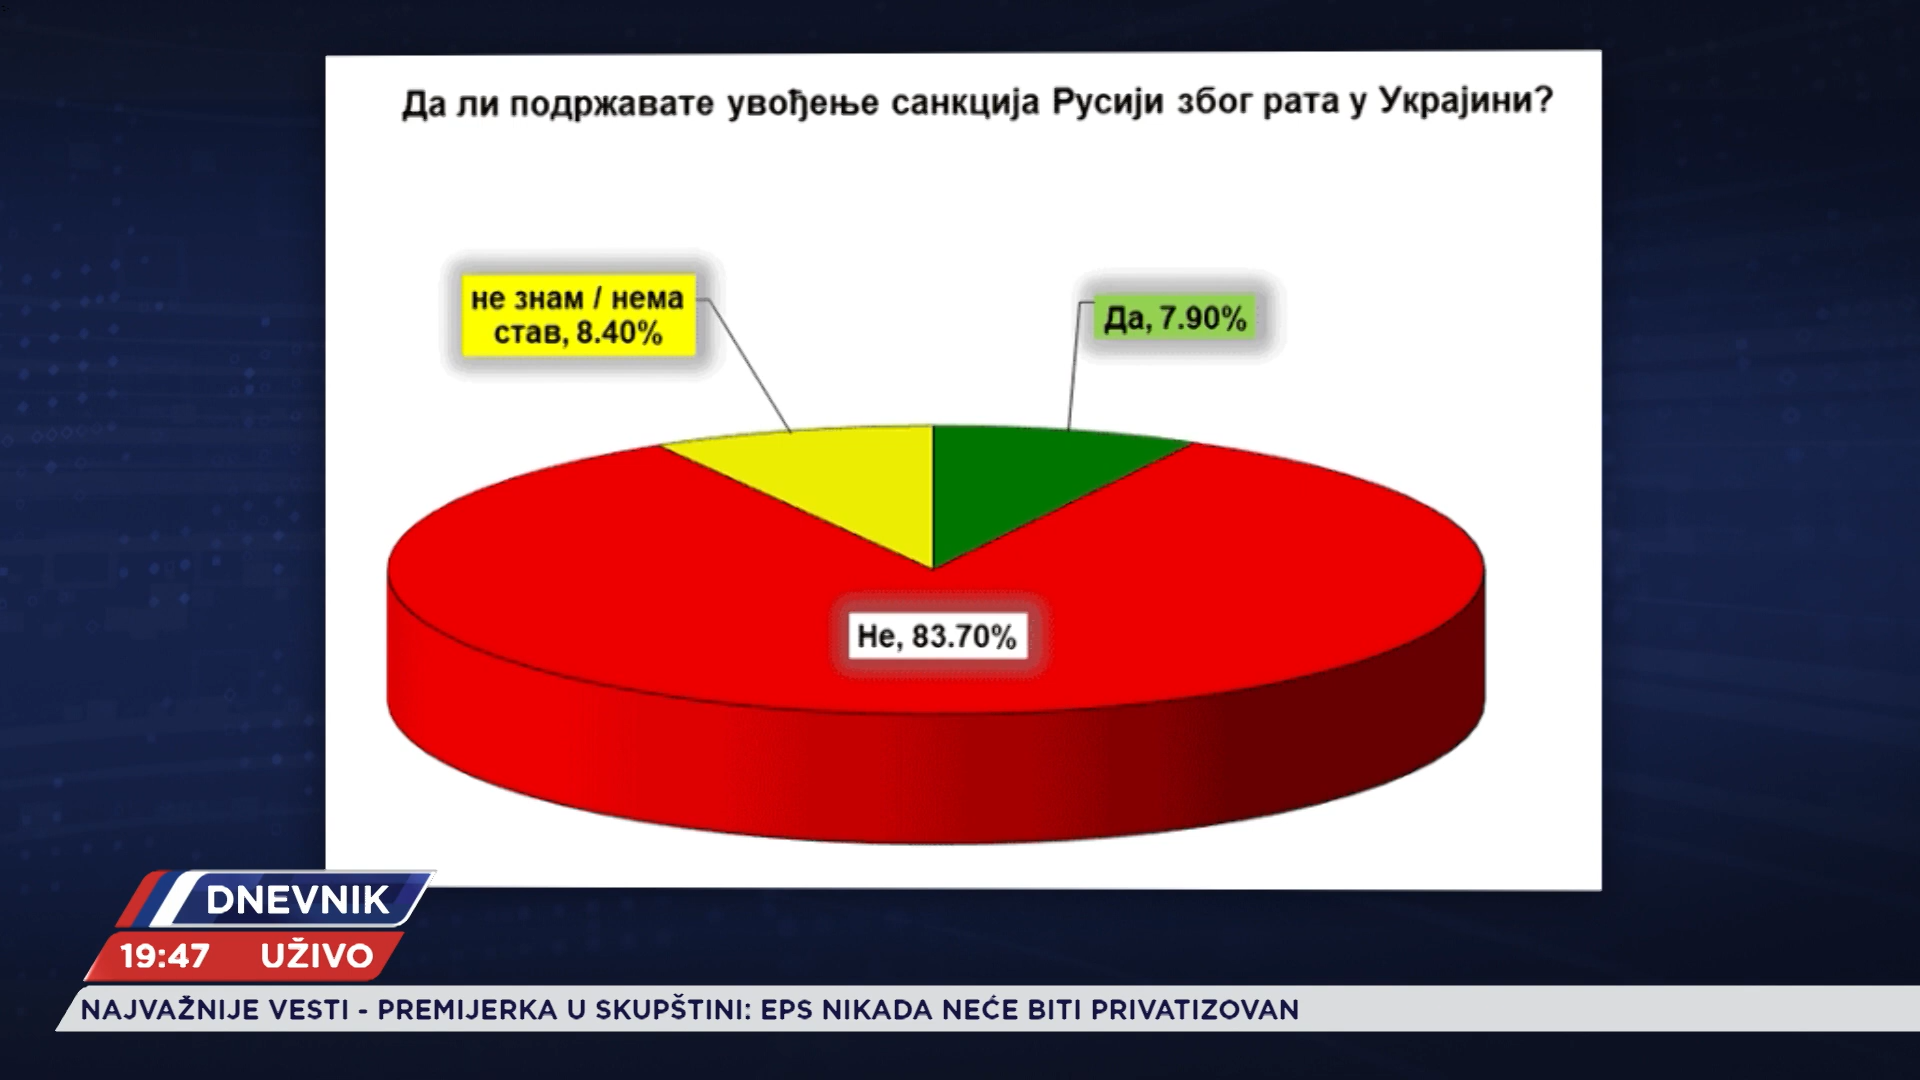 Да ли подржавате увођење санкција Русији због рата у Украјини?
не знам / нема
став, 8.40%
Да, 7.90%
Не, 83.70%
DNEVNIK
19:47 UŽIVO
NAJVAŽNIJE VESTI - PREMIJERKA U SKUPŠTINI: EPS NIKADA NEĆE BITI PRIVATIZOVAN